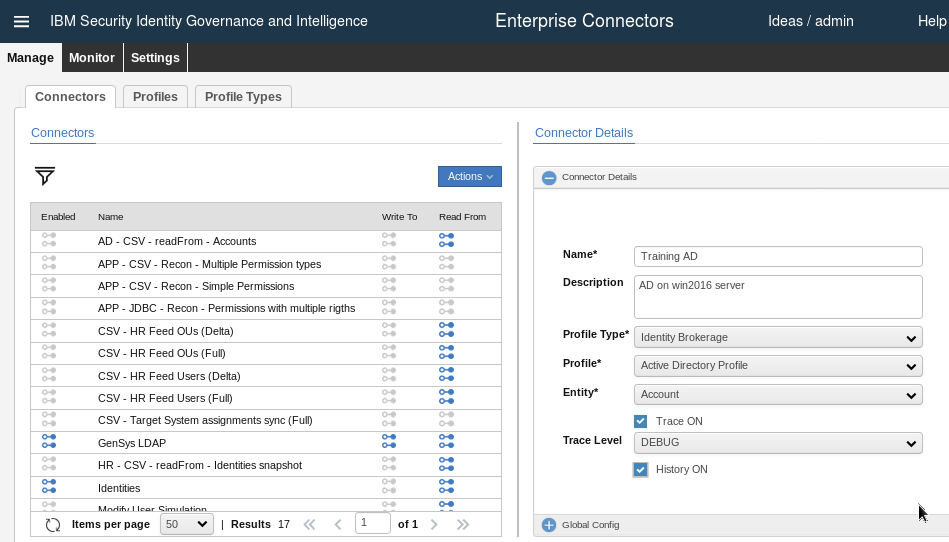 IBM Security Identity Governance and Intelligence
Enterprise Connectors
Ideas / admin
Help
Manage
Monitor
Settings
Connectors
Profiles
Profile Types
Connectors
Actions
Enabled Name Write To Read From
AD - CSV - readFrom - Accounts
APP - CSV - Recon - Multiple Permission types
APP - CSV - Recon - Simple Permissions
APP - JDBC - Recon - Permissions with multiple rigths
CSV - HR Feed OUs (Delta)
CSV - HR Feed OUs (Full)
CSV - HR Feed Users (Delta)
CSV - HR Feed Users (Full)
CSV - Target System assignments sync (Full)
GenSys LDAP
HR - CSV - readFrom - Identities snapshot
Identities
Modify User Simulation
Items per page 50 | Results 17 1 of 1
Connector Details
Connector Details
Name* Training AD
Description AD on win2016 server
Profile Type* Identity Brokerage
Profile* Active Directory Profile
Entity* Account
Trace ON
Trace Level DEBUG
History ON
Global Config